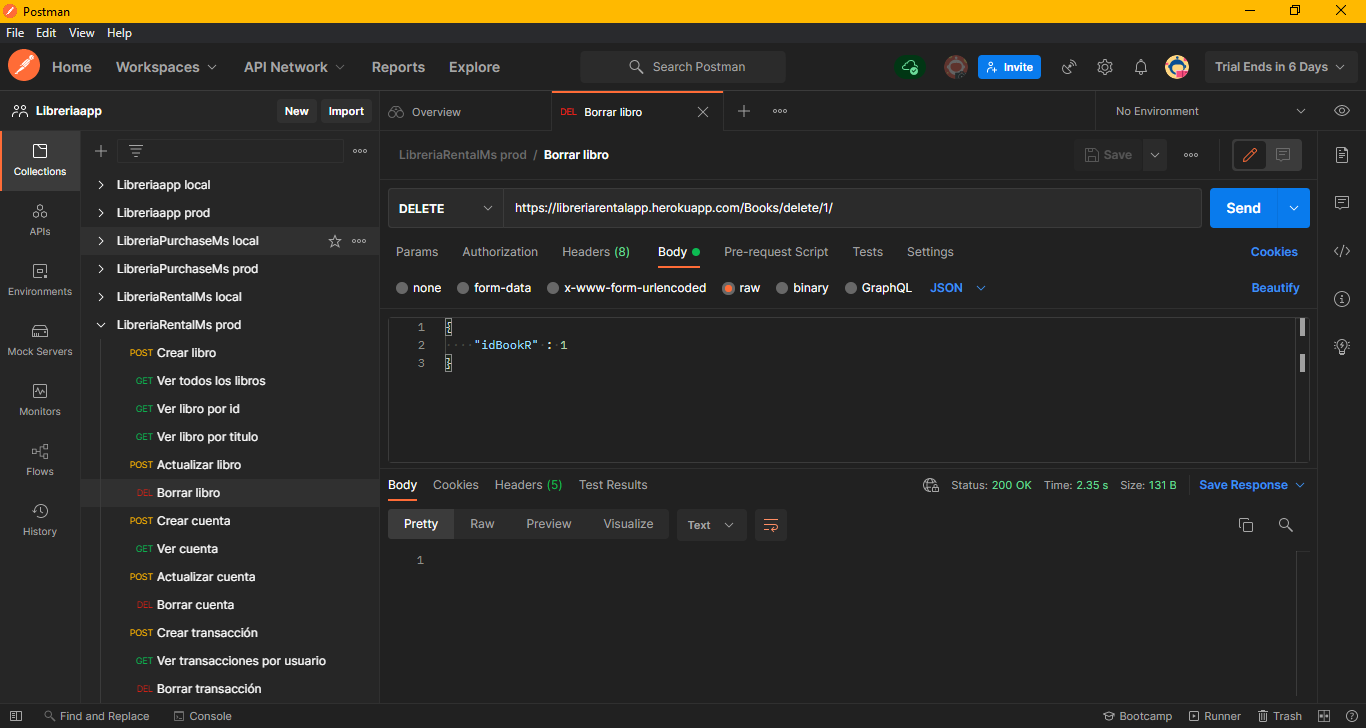 Postman
File Edit View Help
Home Workspaces API Network Reports Explore Search Postman Invite Trial Ends in 6 Days
Libreriaapp New Import Overview DEL Borrar libro No Environment
Collections
APIs
Environments
Mock Servers
Monitors
Flows
History
Libreriaapp local
Libreriaapp prod
LibreriaPurchaseMs local
LibreriaPurchaseMs prod
LibreriaRentalMs local
LibreriaRentalMs prod
POST Crear libro
GET Ver todos los libros
GET Ver libro por id
GET Ver libro por titulo
POST Actualizar libro
DEL Borrar libro
POST Crear cuenta
GET Ver cuenta
POST Actualizar cuenta
DEL Borrar cuenta
POST Crear transacción
GET Ver transacciones por usuario
DEL Borrar transacción
LibreriaRentalMs prod / Borrar libro Save
DELETE https://libreriarentalapp.herokuapp.com/Books/delete/1/ Send
Params Authorization Headers (8) Body Pre-request Script Tests Settings Cookies
none form-data x-www-form-urlencoded raw binary GraphQL JSON Beautify
1 {
2 "idBookR" : 1
3 }
Body Cookies Headers (5) Test Results Status: 200 OK Time: 2.35 s Size: 131 B Save Response
Pretty Raw Preview Visualize Text
1
Find and Replace Console Bootcamp Runner Trash